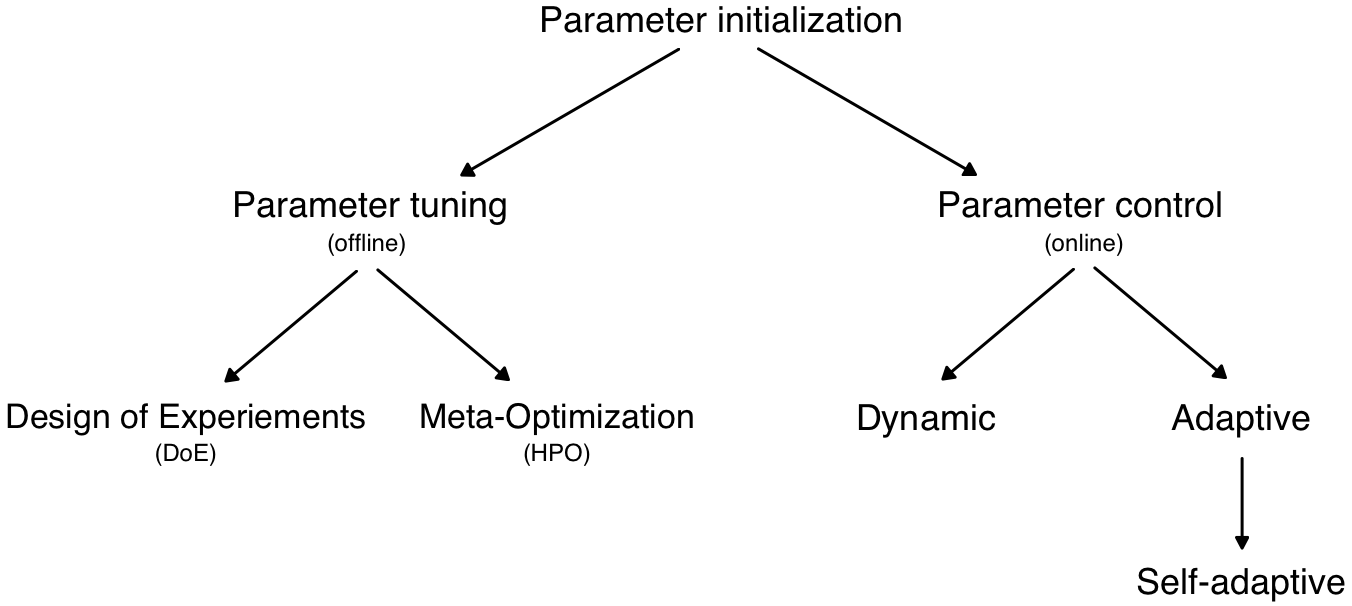 Parameter initialization
Parameter tuning
(offline)
Parameter control
(online)
Design of Experiements
(DoE)
Meta-Optimization
(HPO)
Dynamic
Adaptive
Self-adaptive